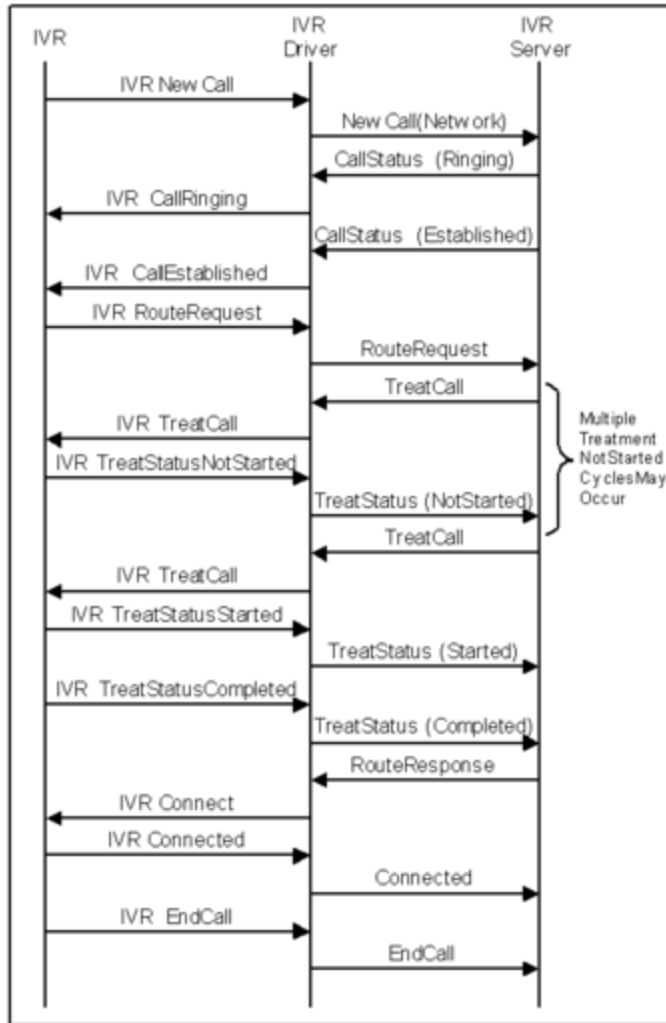 IVR
IVR
Driver
IVR
Server
IVR New Call
New Call(Network)
CallStatus (Ringing)
IVR CallRinging
CallStatus (Established)
IVR CallEstablished
IVR RouteRequest
RouteRequest
TreatCall
IVR TreatCall
IVR TreatStatusNotStarted
TreatStatus (NotStarted)
TreatCall
Multiple
Treatment
NotStarted
CyclesMay
Occur
IVR TreatCall
IVR TreatStatusStarted
TreatStatus (Started)
IVR TreatStatusCompleted
TreatStatus (Completed)
RouteResponse
IVR Connect
IVR Connected
Connected
IVR EndCall
EndCall